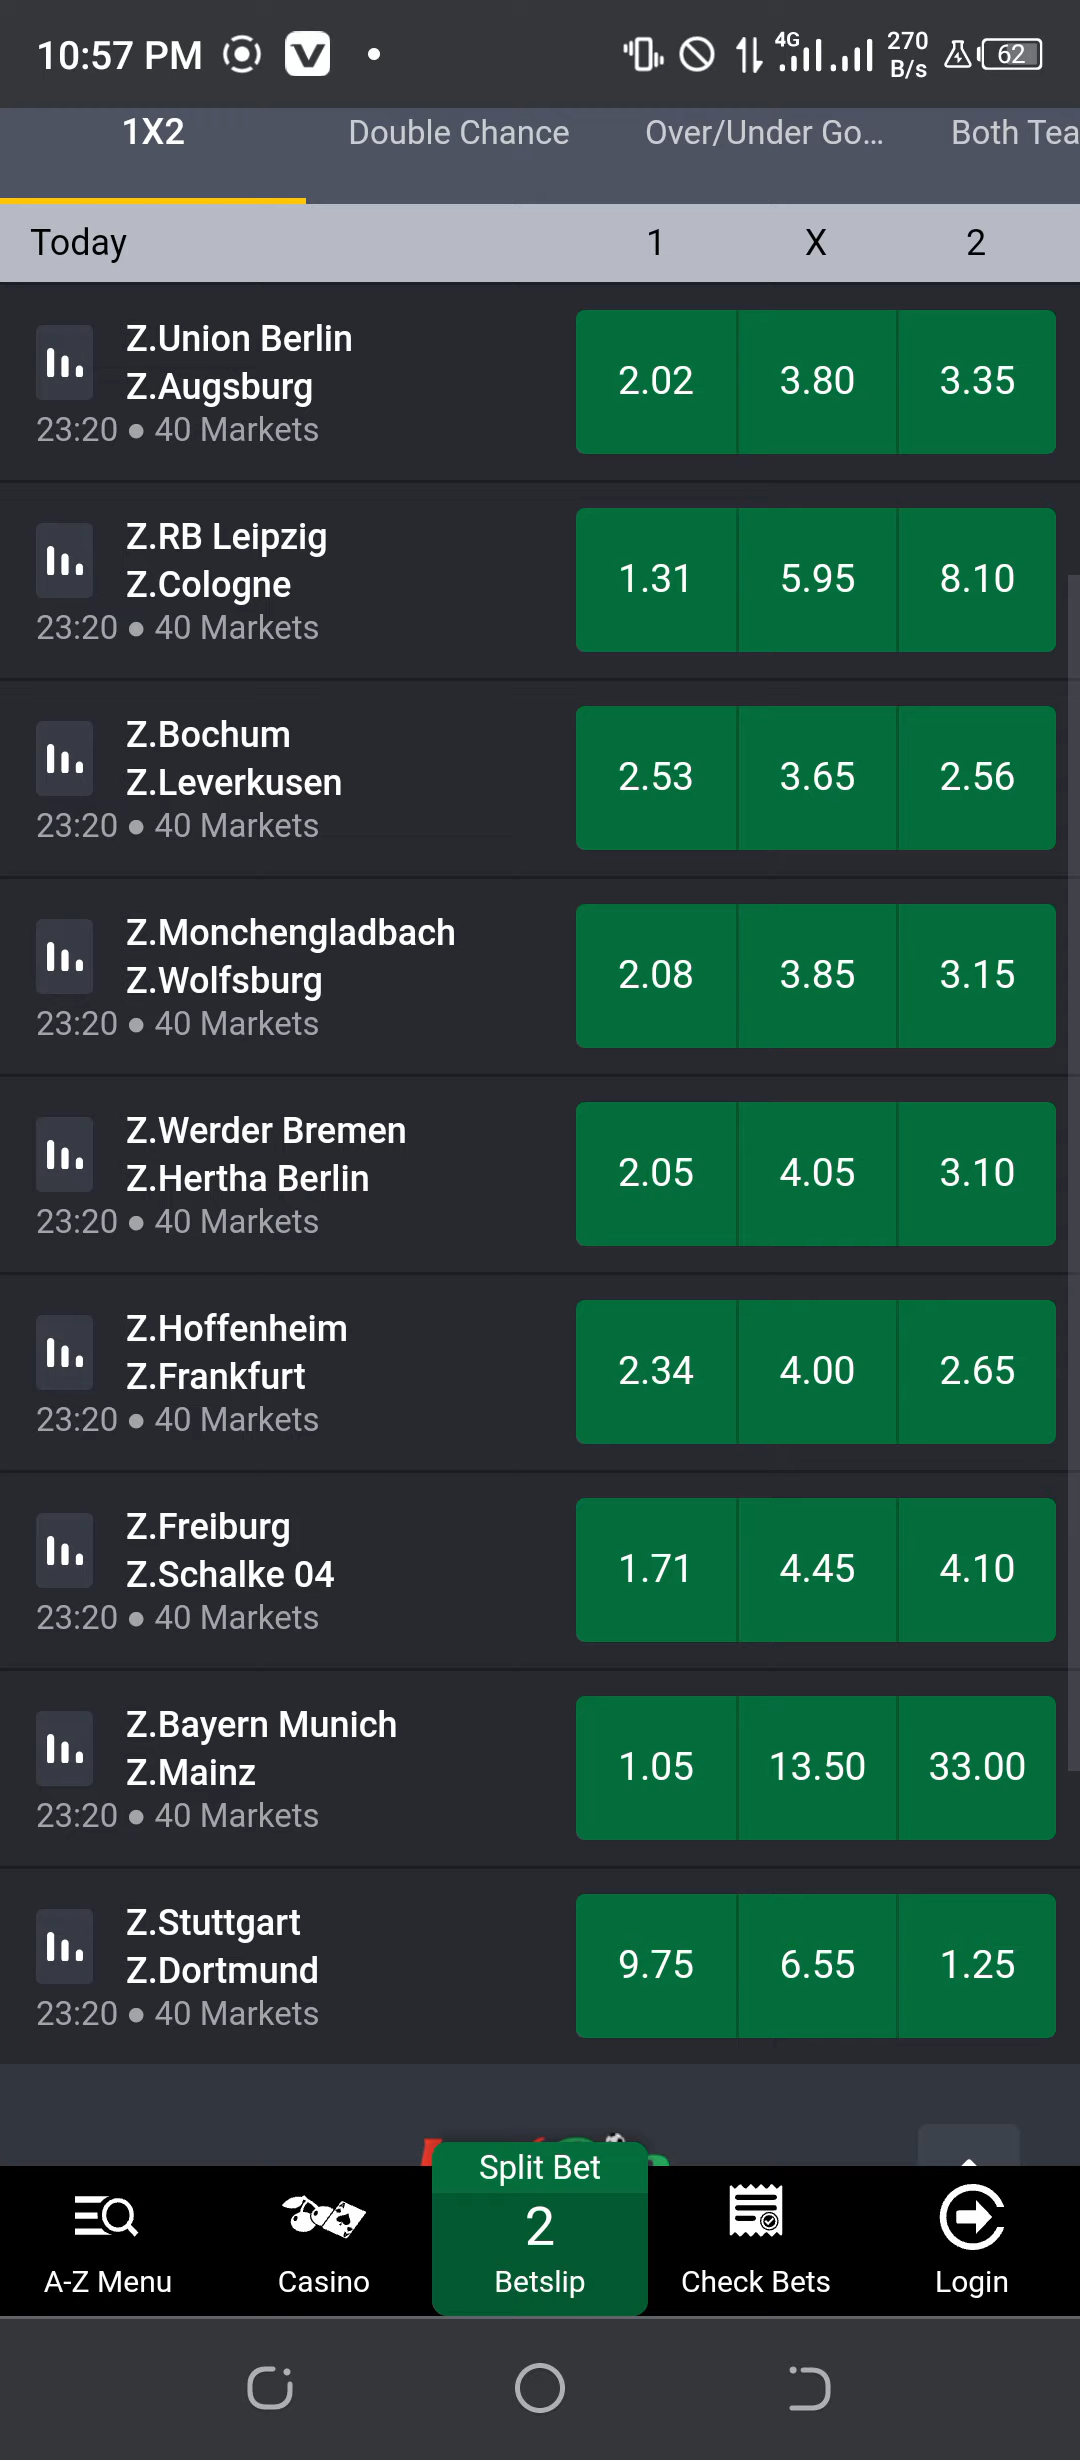 10:57 PM
4G
270
B/s
62
1X2 Double Chance Over/Under Go... Both Tea
Today 1 X 2
Z.Union Berlin
Z.Augsburg
23:20 ● 40 Markets
2.02 3.80 3.35
Z.RB Leipzig
Z.Cologne
23:20 ● 40 Markets
1.31 5.95 8.10
Z.Bochum
Z.Leverkusen
23:20 ● 40 Markets
2.53 3.65 2.56
Z.Monchengladbach
Z.Wolfsburg
23:20 ● 40 Markets
2.08 3.85 3.15
Z.Werder Bremen
Z.Hertha Berlin
23:20 ● 40 Markets
2.05 4.05 3.10
Z.Hoffenheim
Z.Frankfurt
23:20 ● 40 Markets
2.34 4.00 2.65
Z.Freiburg
Z.Schalke 04
23:20 ● 40 Markets
1.71 4.45 4.10
Z.Bayern Munich
Z.Mainz
23:20 ● 40 Markets
1.05 13.50 33.00
Z.Stuttgart
Z.Dortmund
23:20 ● 40 Markets
9.75 6.55 1.25
Split Bet
2
A-Z Menu Casino Betslip Check Bets Login